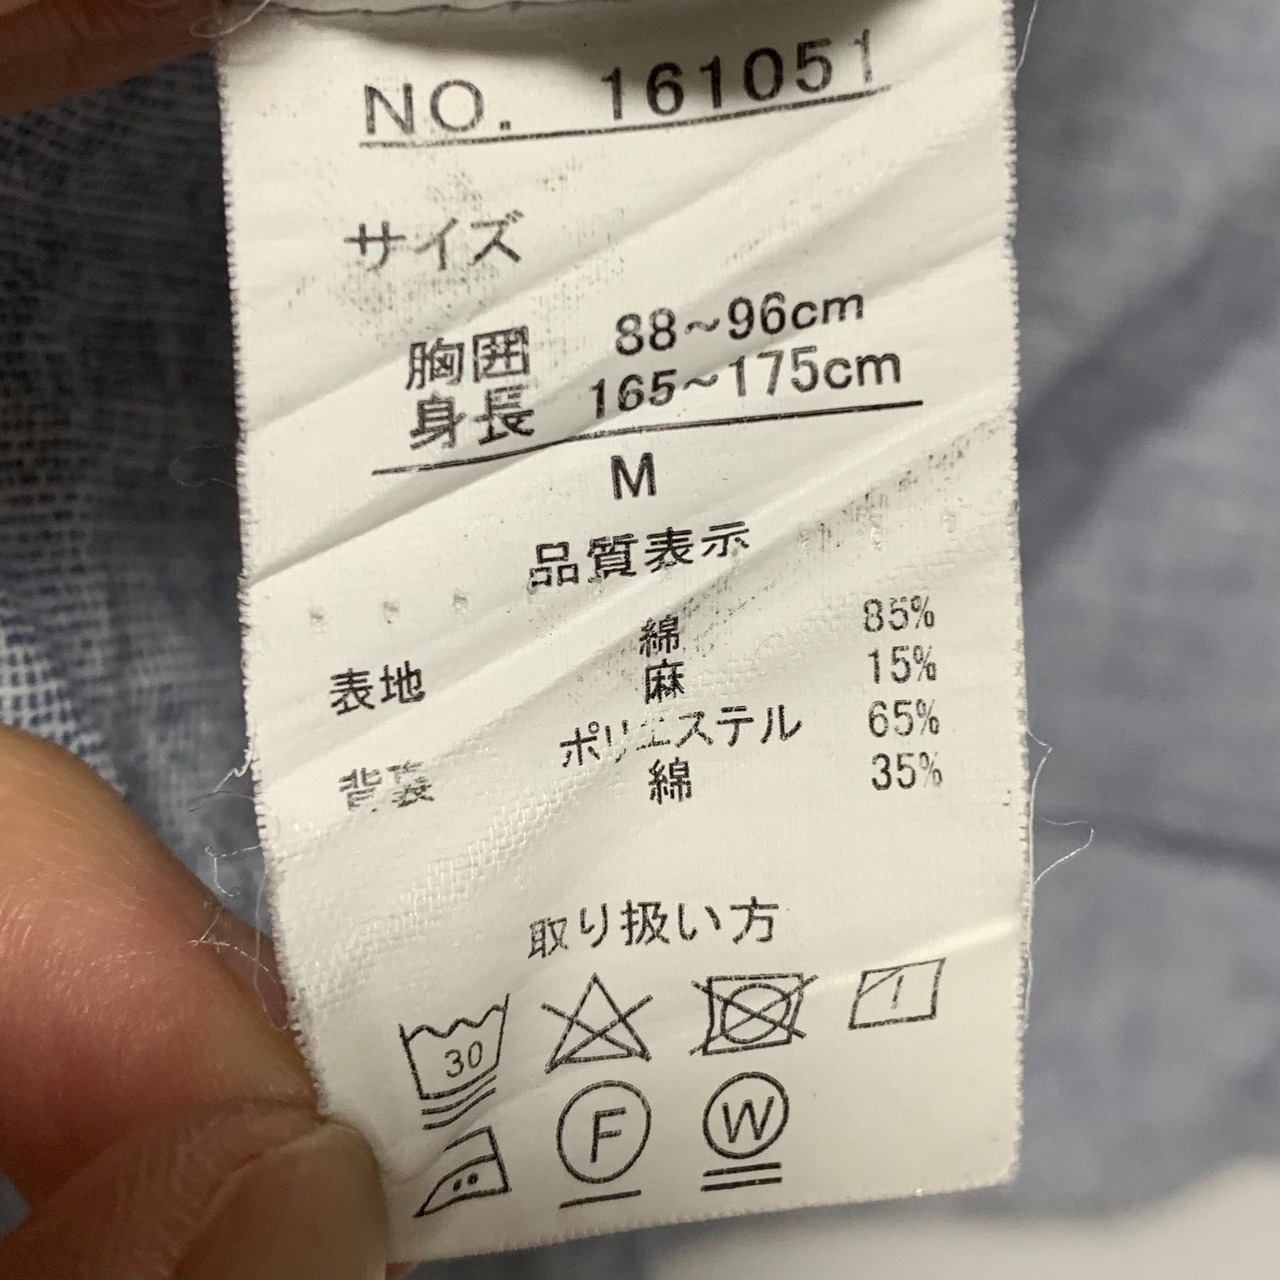 NO. 161051
サイズ
胸囲 88~96cm
身長 165~175cm
M
品質表示
表地 綿 85%
麻 15%
背裏 ポリエステル 65%
綿 35%
取り扱い方
30
F W